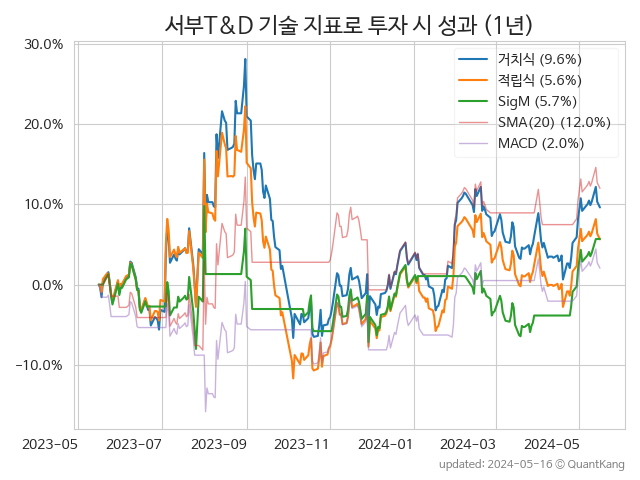 서부T&D 기술 지표로 투자 시 성과 (1년)
30.0%
20.0%
10.0%
0.0%
−10.0%
거치식 (9.6%)
적립식 (5.6%)
SigM (5.7%)
SMA(20) (12.0%)
MACD (2.0%)
2023-05 2023-07 2023-09 2023-11 2024-01 2024-03 2024-05
updated: 2024-05-16 © QuantKang